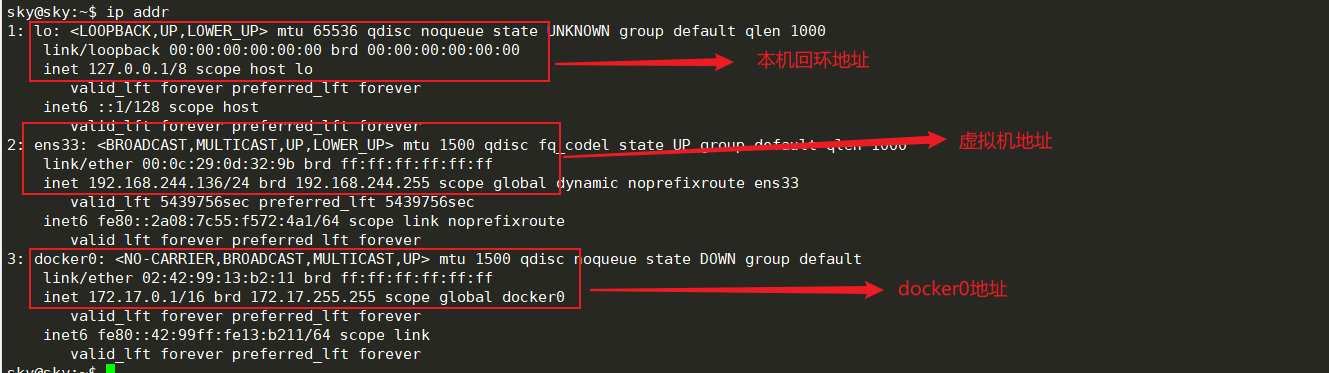 sky@sky:~$ ip addr
1: lo: <LOOPBACK,UP,LOWER_UP> mtu 65536 qdisc noqueue state UNKNOWN group default qlen 1000
link/loopback 00:00:00:00:00:00 brd 00:00:00:00:00:00
本机回环地址
inet 127.0.0.1/8 scope host lo
valid_lft forever preferred_lft forever
inet6 ::1/128 scope host
valid_lft forever preferred_lft forever
2: ens33: <BROADCAST,MULTICAST,UP,LOWER_UP> mtu 1500 qdisc fq_codel state UP group default qlen 1000
虚拟机地址
link/ether 00:0c:29:0d:32:9b brd ff:ff:ff:ff:ff:ff
inet 192.168.244.136/24 brd 192.168.244.255 scope global dynamic noprefixroute ens33
valid_lft 5439756sec preferred_lft 5439756sec
inet6 fe80::2a08:7c55:f572:4a1/64 scope link noprefixroute
valid_lft forever preferred_lft forever
3: docker0: <NO-CARRIER,BROADCAST,MULTICAST,UP> mtu 1500 qdisc noqueue state DOWN group default
link/ether 02:42:99:13:b2:11 brd ff:ff:ff:ff:ff:ff
inet 172.17.0.1/16 brd 172.17.255.255 scope global docker0
docker0地址
valid_lft forever preferred_lft forever
inet6 fe80::42:99ff:fe13:b211/64 scope link
valid_lft forever preferred_lft forever
sky@sky:~$